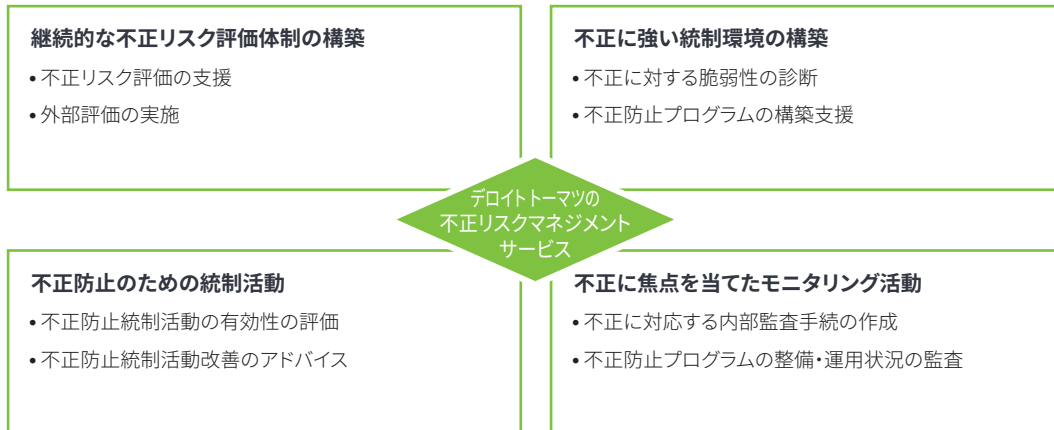 継続的な不正リスク評価体制の構築
•不正リスク評価の支援
•外部評価の実施
不正に強い統制環境の構築
•不正に対する脆弱性の診断
•不正防止プログラムの構築支援
デロイトトーマツの
不正リスクマネジメント
サービス
不正防止のための統制活動
•不正防止統制活動の有効性の評価
•不正防止統制活動改善のアドバイス
不正に焦点を当てたモニタリング活動
•不正に対応する内部監査手続の作成
•不正防止プログラムの整備・運用状況の監査